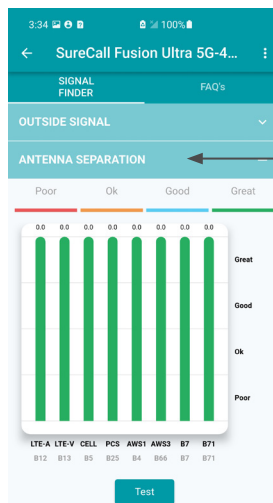 3:34 100%
SureCall Fusion Ultra 5G-4...
SIGNAL FINDER FAQ's
OUTSIDE SIGNAL
ANTENNA SEPARATION
Poor Ok Good Great
0.0 0.0 0.0 0.0 0.0 0.0 0.0 0.0
Great
Good
Ok
Poor
LTE-A LTE-V CELL PCS AWS1 AWS3 B7 B71
B12 B13 B5 B25 B4 B66 B7 B71
Test